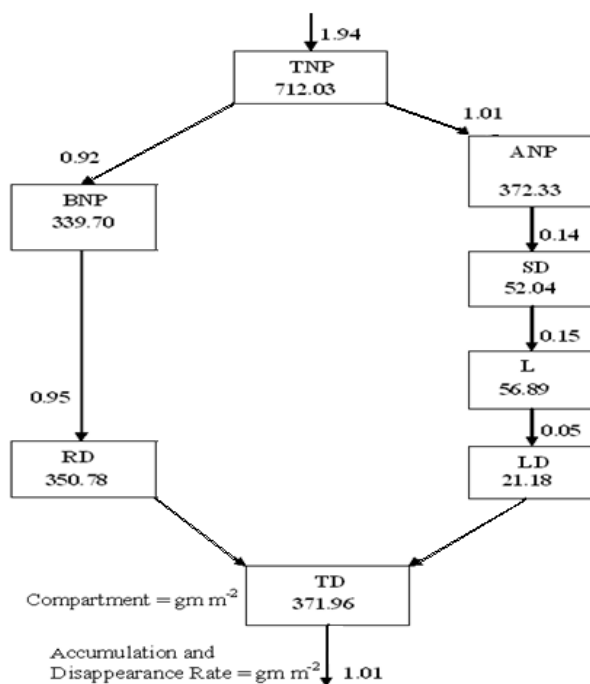 1.94
TNP
712.03
1.01
0.92
ANP
372.33
BNP
339.70
0.14
SD
52.04
0.15
L
56.89
0.95
0.05
RD
350.78
LD
21.18
TD
371.96
Compartment = gm m-2
Accumulation and
Disappearance Rate = gm m-2
1.01